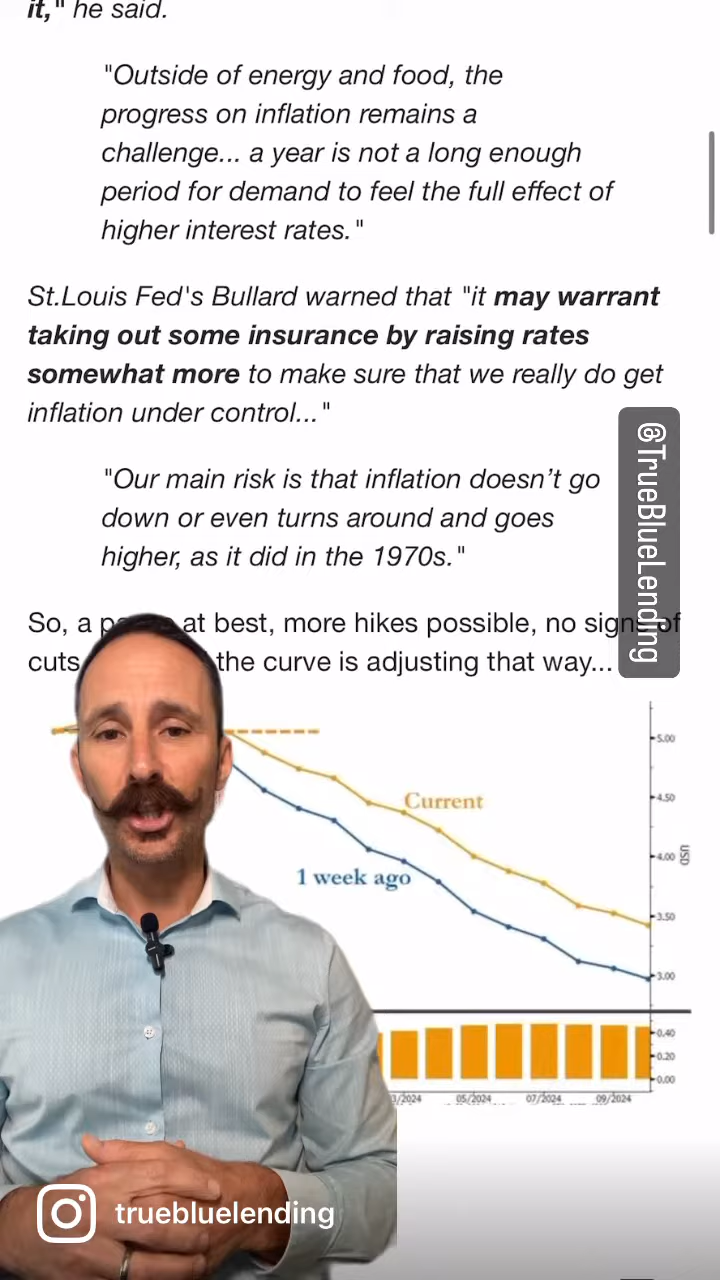 it," he said.
"Outside of energy and food, the
progress on inflation remains a
challenge... a year is not a long enough
period for demand to feel the full effect of
higher interest rates."
St.Louis Fed's Bullard warned that "it may warrant
taking out some insurance by raising rates
somewhat more to make sure that we really do get
inflation under control..."
"Our main risk is that inflation doesn't go
down or even turns around and goes
higher, as it did in the 1970s."
@TrueBlueLending
So, a at best, more hikes possible, no signs of
cuts the curve is adjusting that way...
5.00
Current
4.50
4.00
USD
1 week ago
3.50
3.00
0.40
0.20
0.00
3/2024 05/2024 07/2024 09/2024
truebluelending